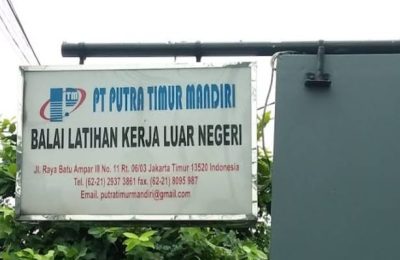 PT PUTRA TIMUR MANDIRI
BALAI LATIHAN KERJA LUAR NEGERI
Jl. Raya Batu Ampar III No. 11 Rt. 06/03 Jakarta Timur 13520 Indonesia
Tel. (62-21) 2937 3861 fax. (62-21) 8095 987
Email. putratimurmandiri@gmail.com